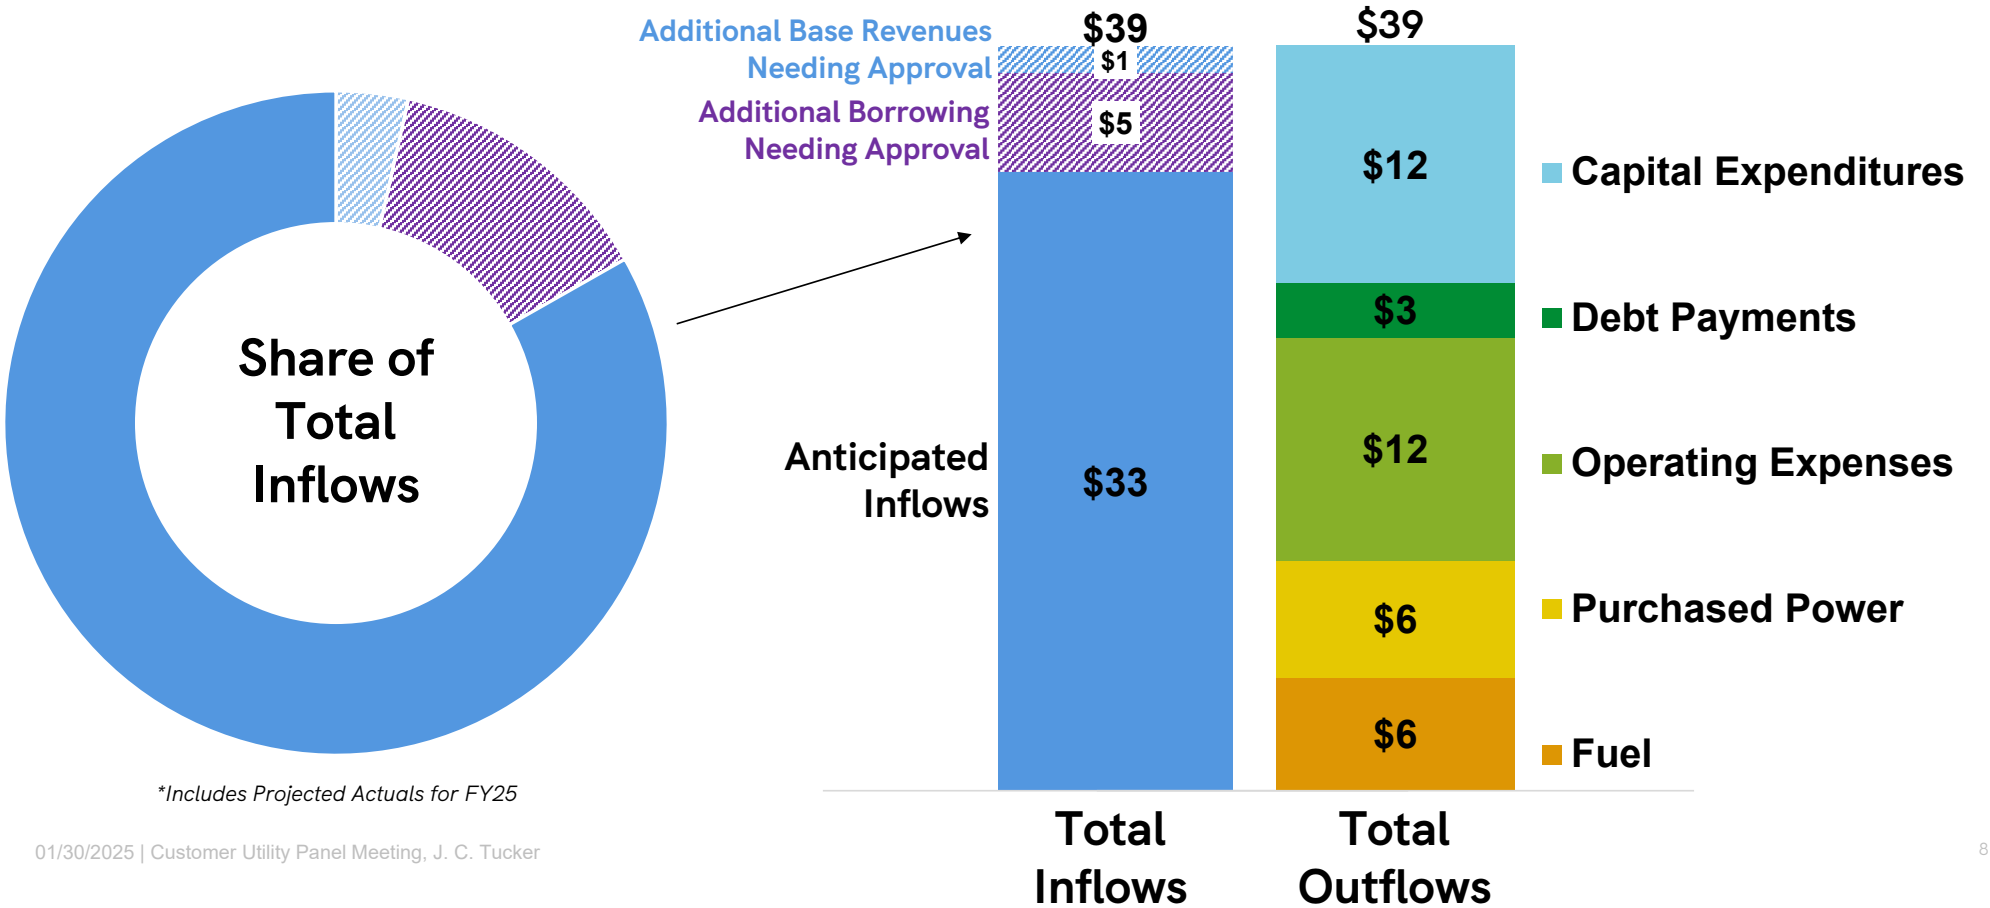 Additional Base Revenues
Needing Approval
Additional Borrowing
Needing Approval
Anticipated
Inflows
$39
$1
$5
$33
$39
$12
$3
$12
$6
$6
Capital Expenditures
Debt Payments
Operating Expenses
Purchased Power
Fuel
Total
Inflows
Total
Outflows
Share of
Total
Inflows
*Includes Projected Actuals for FY25
01/30/2025 | Customer Utility Panel Meeting, J. C. Tucker
8